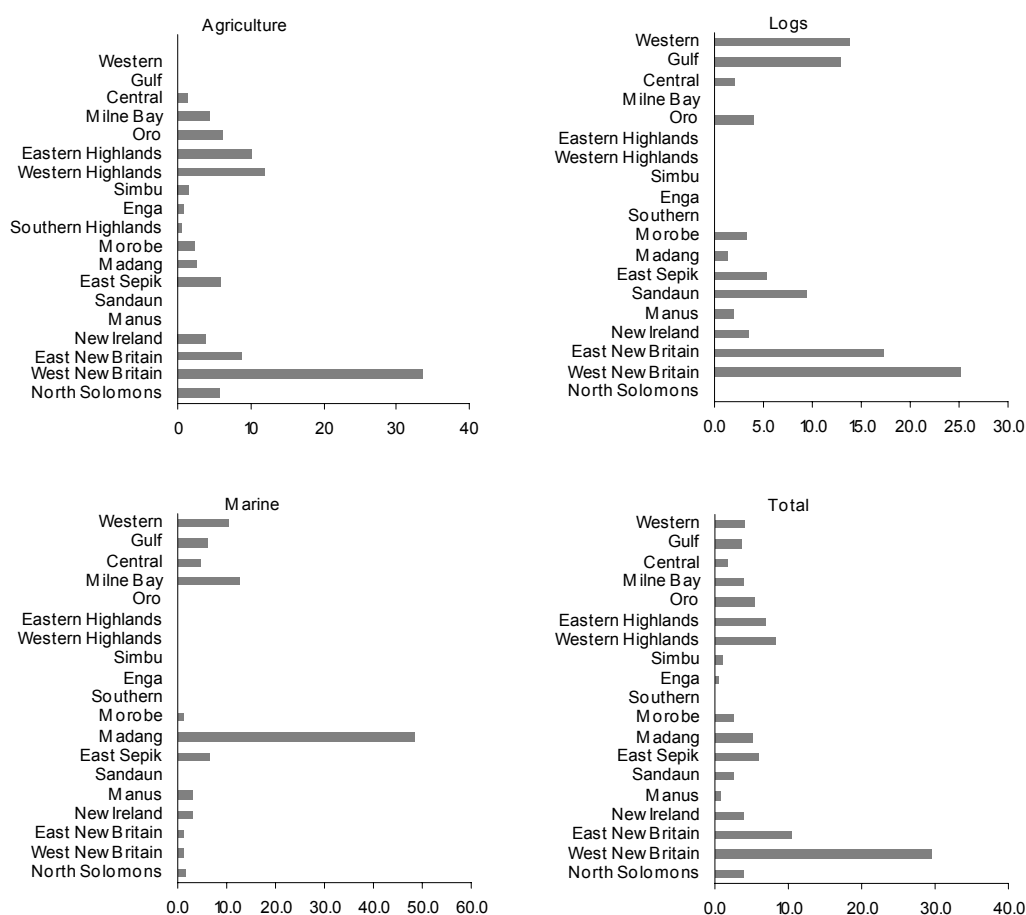 Agriculture
Western
Gulf
Central
Milne Bay
Oro
Eastern Highlands
Western Highlands
Simbu
Enga
Southern Highlands
Morobe
Madang
East Sepik
Sandaun
Manus
New Ireland
East New Britain
West New Britain
North Solomons
0 10 20 30 40
Logs
Western
Gulf
Central
Milne Bay
Oro
Eastern Highlands
Western Highlands
Simbu
Enga
Southern
Morobe
Madang
East Sepik
Sandaun
Manus
New Ireland
East New Britain
West New Britain
North Solomons
0.0 5.0 10.0 15.0 20.0 25.0 30.0
Marine
Western
Gulf
Central
Milne Bay
Oro
Eastern Highlands
Western Highlands
Simbu
Enga
Southern
Morobe
Madang
East Sepik
Sandaun
Manus
New Ireland
East New Britain
West New Britain
North Solomons
0.0 10.0 20.0 30.0 40.0 50.0 60.0
Total
Western
Gulf
Central
Milne Bay
Oro
Eastern Highlands
Western Highlands
Simbu
Enga
Southern
Morobe
Madang
East Sepik
Sandaun
Manus
New Ireland
East New Britain
West New Britain
North Solomons
0.0 10.0 20.0 30.0 40.0